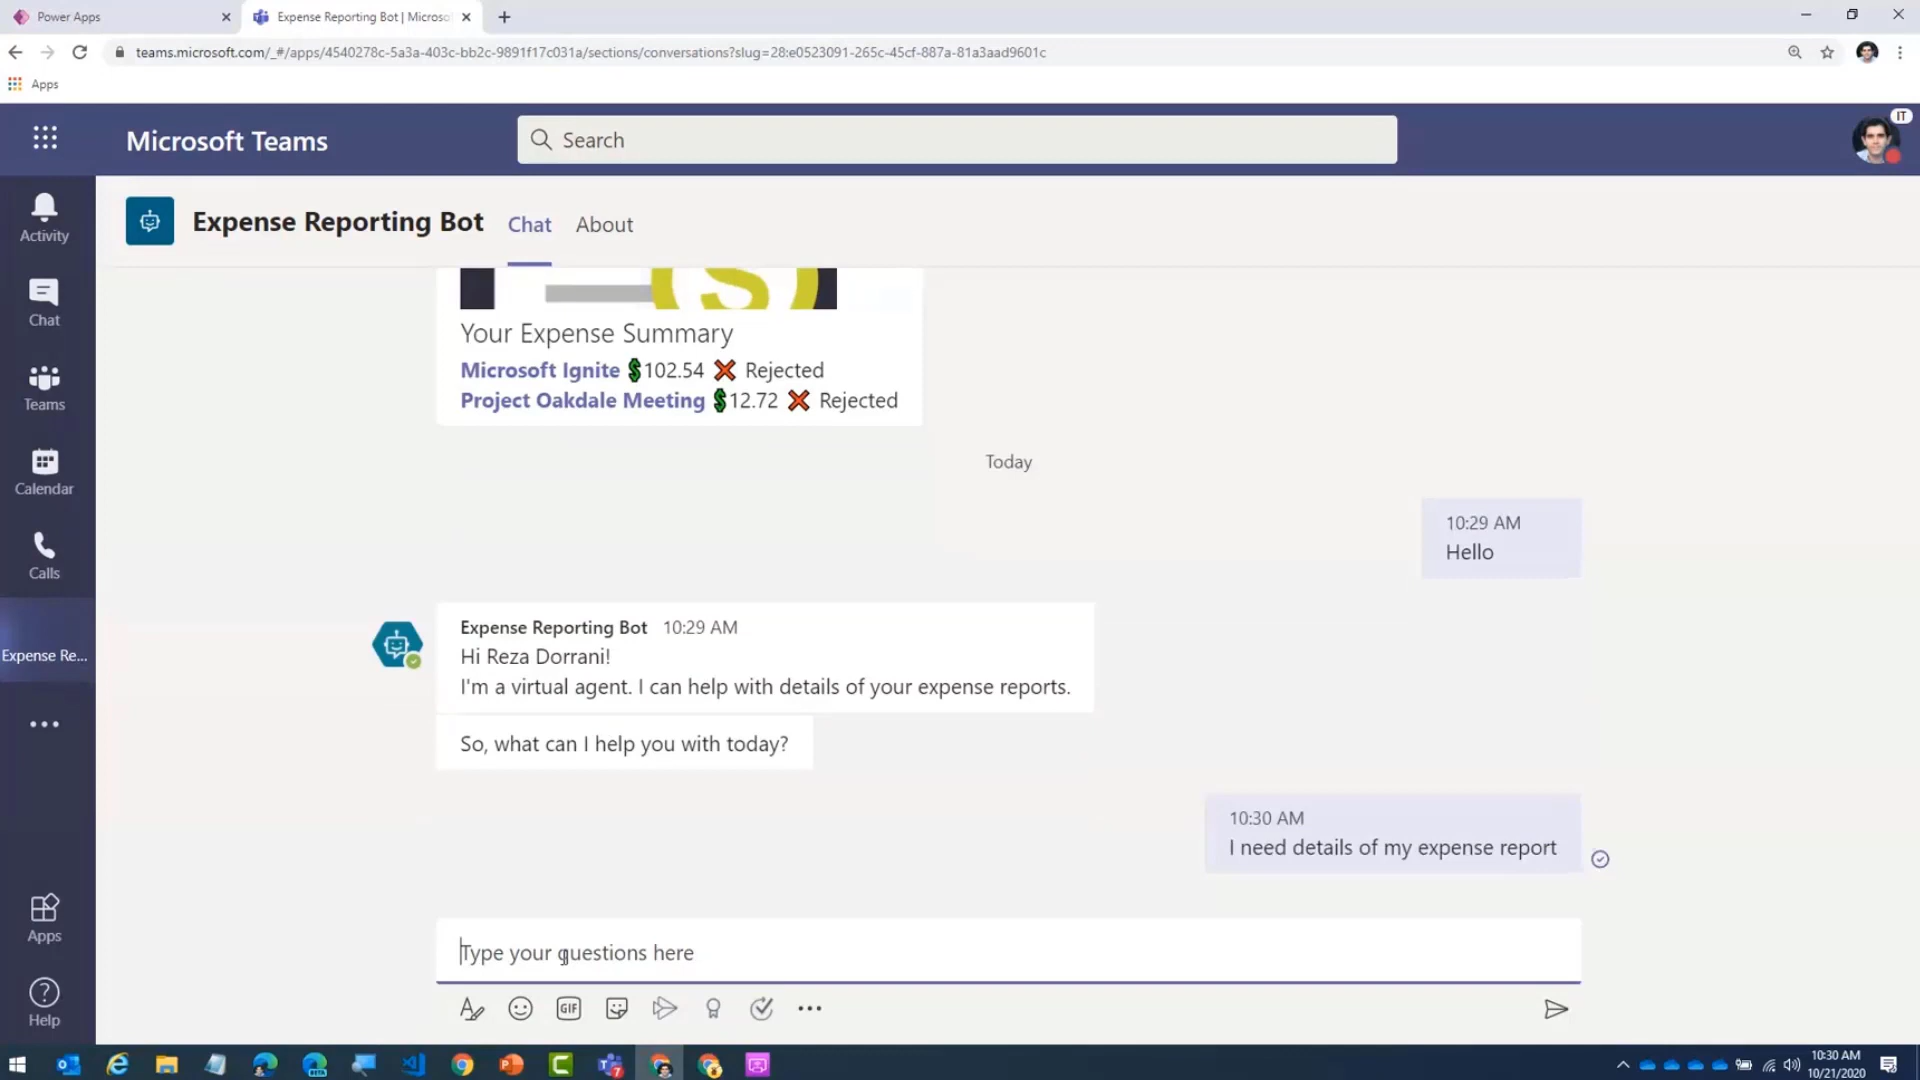 Power Apps
Expense Reporting Bot | Microso
teams.microsoft.com/_#/apps/4540278c-5a3a-403c-bb2c-9891f17c031a/sections/conversations?slug=28:e0523091-265c-45cf-887a-81a3aad9601c
Apps
Microsoft Teams
Search
IT
Activity
Chat
Teams
Calendar
Calls
Expense Re...
Apps
Help
Expense Reporting Bot
Chat
About
Your Expense Summary
Microsoft Ignite 💲102.54 ❌ Rejected
Project Oakdale Meeting 💲12.72 ❌ Rejected
Today
10:29 AM
Hello
Expense Reporting Bot 10:29 AM
Hi Reza Dorrani!
I'm a virtual agent. I can help with details of your expense reports.
So, what can I help you with today?
10:30 AM
I need details of my expense report
Type your questions here
GIF
10:30 AM
10/21/2020